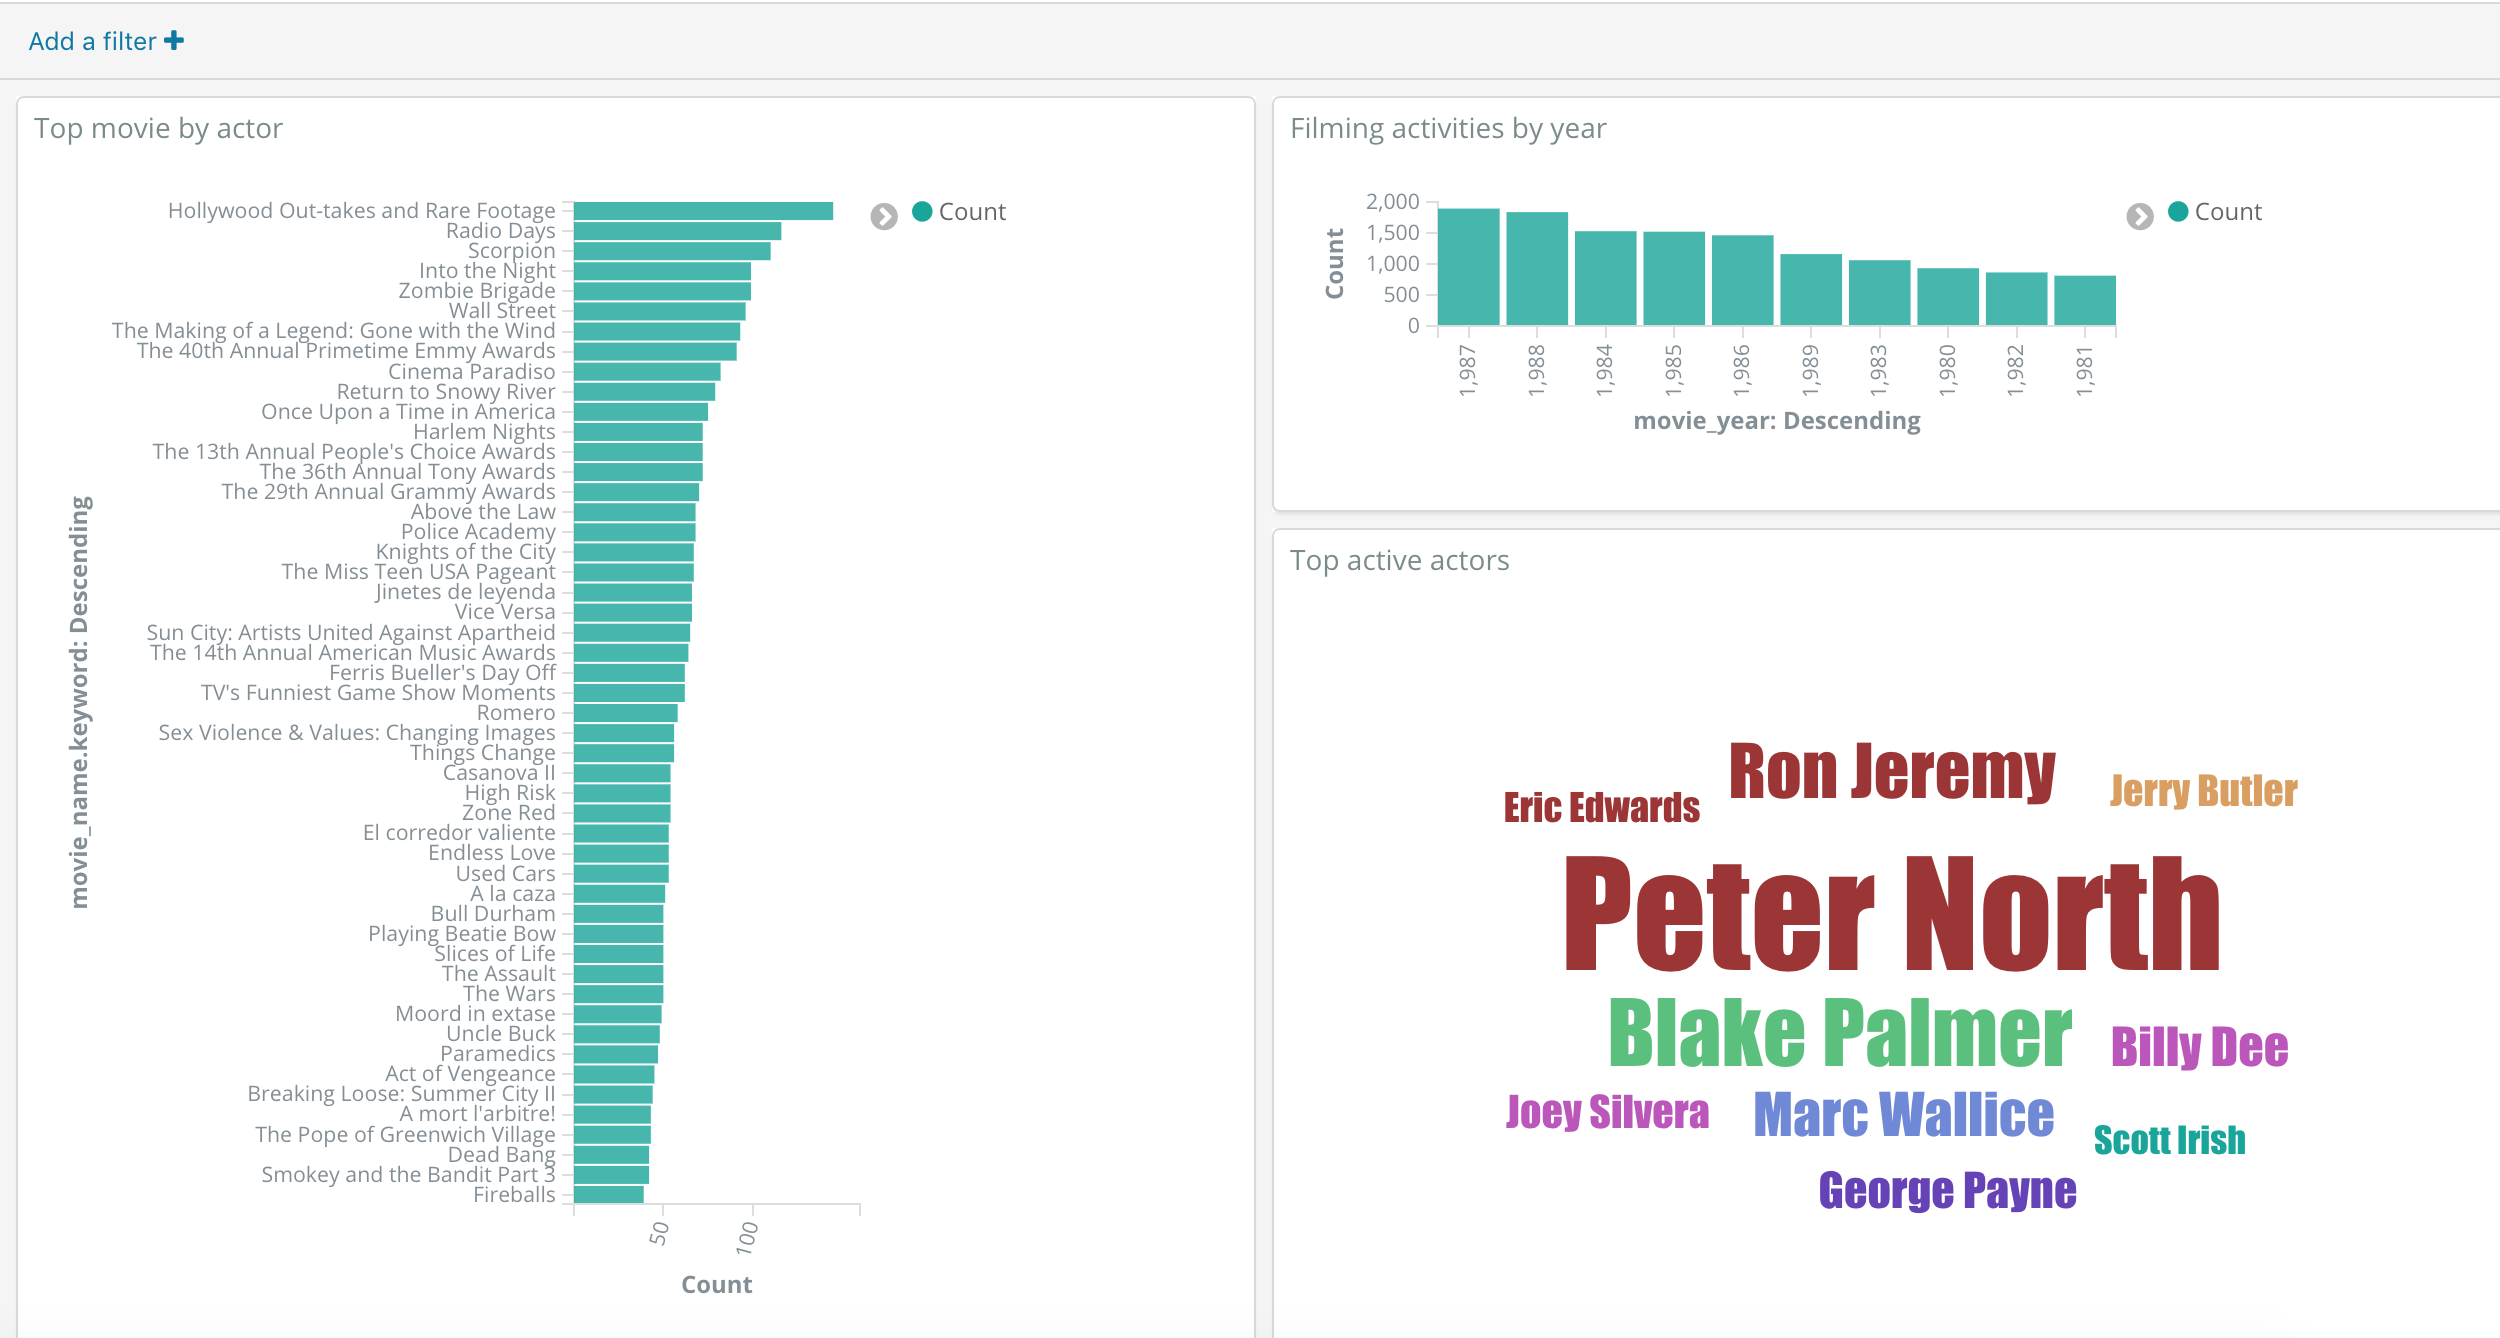 Add a filter
Top movie by actor
Hollywood Out-takes and Rare Footage
Radio Days
Scorpion
Into the Night
Zombie Brigade
Wall Street
The Making of a Legend: Gone with the Wind
The 40th Annual Primetime Emmy Awards
Cinema Paradiso
Return to Snowy River
Once Upon a Time in America
Harlem Nights
The 13th Annual People's Choice Awards
The 36th Annual Tony Awards
The 29th Annual Grammy Awards
Above the Law
Police Academy
Knights of the City
The Miss Teen USA Pageant
Jinetes de leyenda
Vice Versa
Sun City: Artists United Against Apartheid
The 14th Annual American Music Awards
Ferris Bueller's Day Off
TV's Funniest Game Show Moments
Romero
Sex Violence & Values: Changing Images
Things Change
Casanova II
High Risk
Zone Red
El corredor valiente
Endless Love
Used Cars
A la caza
Bull Durham
Playing Beatie Bow
Slices of Life
The Assault
The Wars
Moord in extase
Uncle Buck
Paramedics
Act of Vengeance
Breaking Loose: Summer City II
A mort l'arbitre!
The Pope of Greenwich Village
Dead Bang
Smokey and the Bandit Part 3
Fireballs
movie_name.keyword: Descending
50
100
Count
Count
Filming activities by year
2,000
1,500
1,000
500
0
Count
1,987
1,988
1,984
1,985
1,986
1,989
1,983
1,980
1,982
1,981
movie_year: Descending
Count
Top active actors
Ron Jeremy
Jerry Butler
Eric Edwards
Peter North
Blake Palmer
Billy Dee
Joey Silvera
Marc Wallice
Scott Irish
George Payne